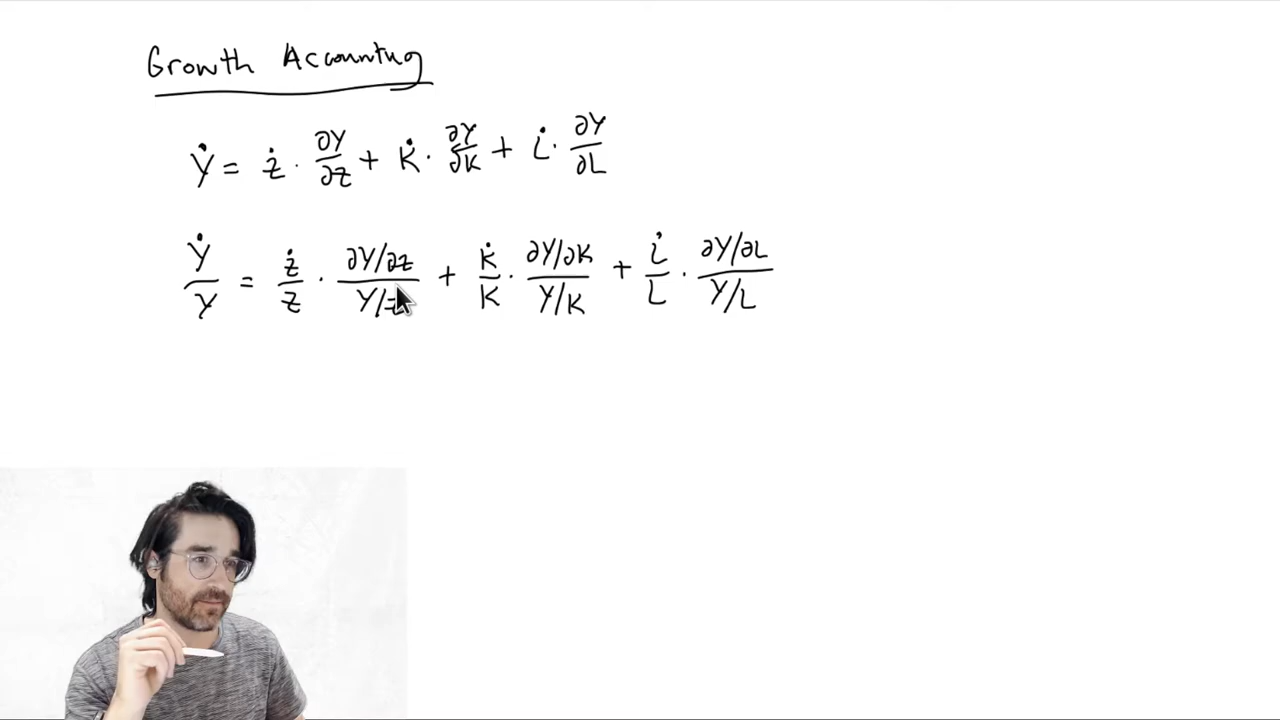 Growth Accounting
Ẏ = ż · ∂Y/∂z + K̇ · ∂Y/∂K + L̇ · ∂Y/∂L
Ẏ/Y = ż/z · (∂Y/∂z)/(Y/z) + K̇/K · (∂Y/∂K)/(Y/K) + L̇/L · (∂Y/∂L)/(Y/L)